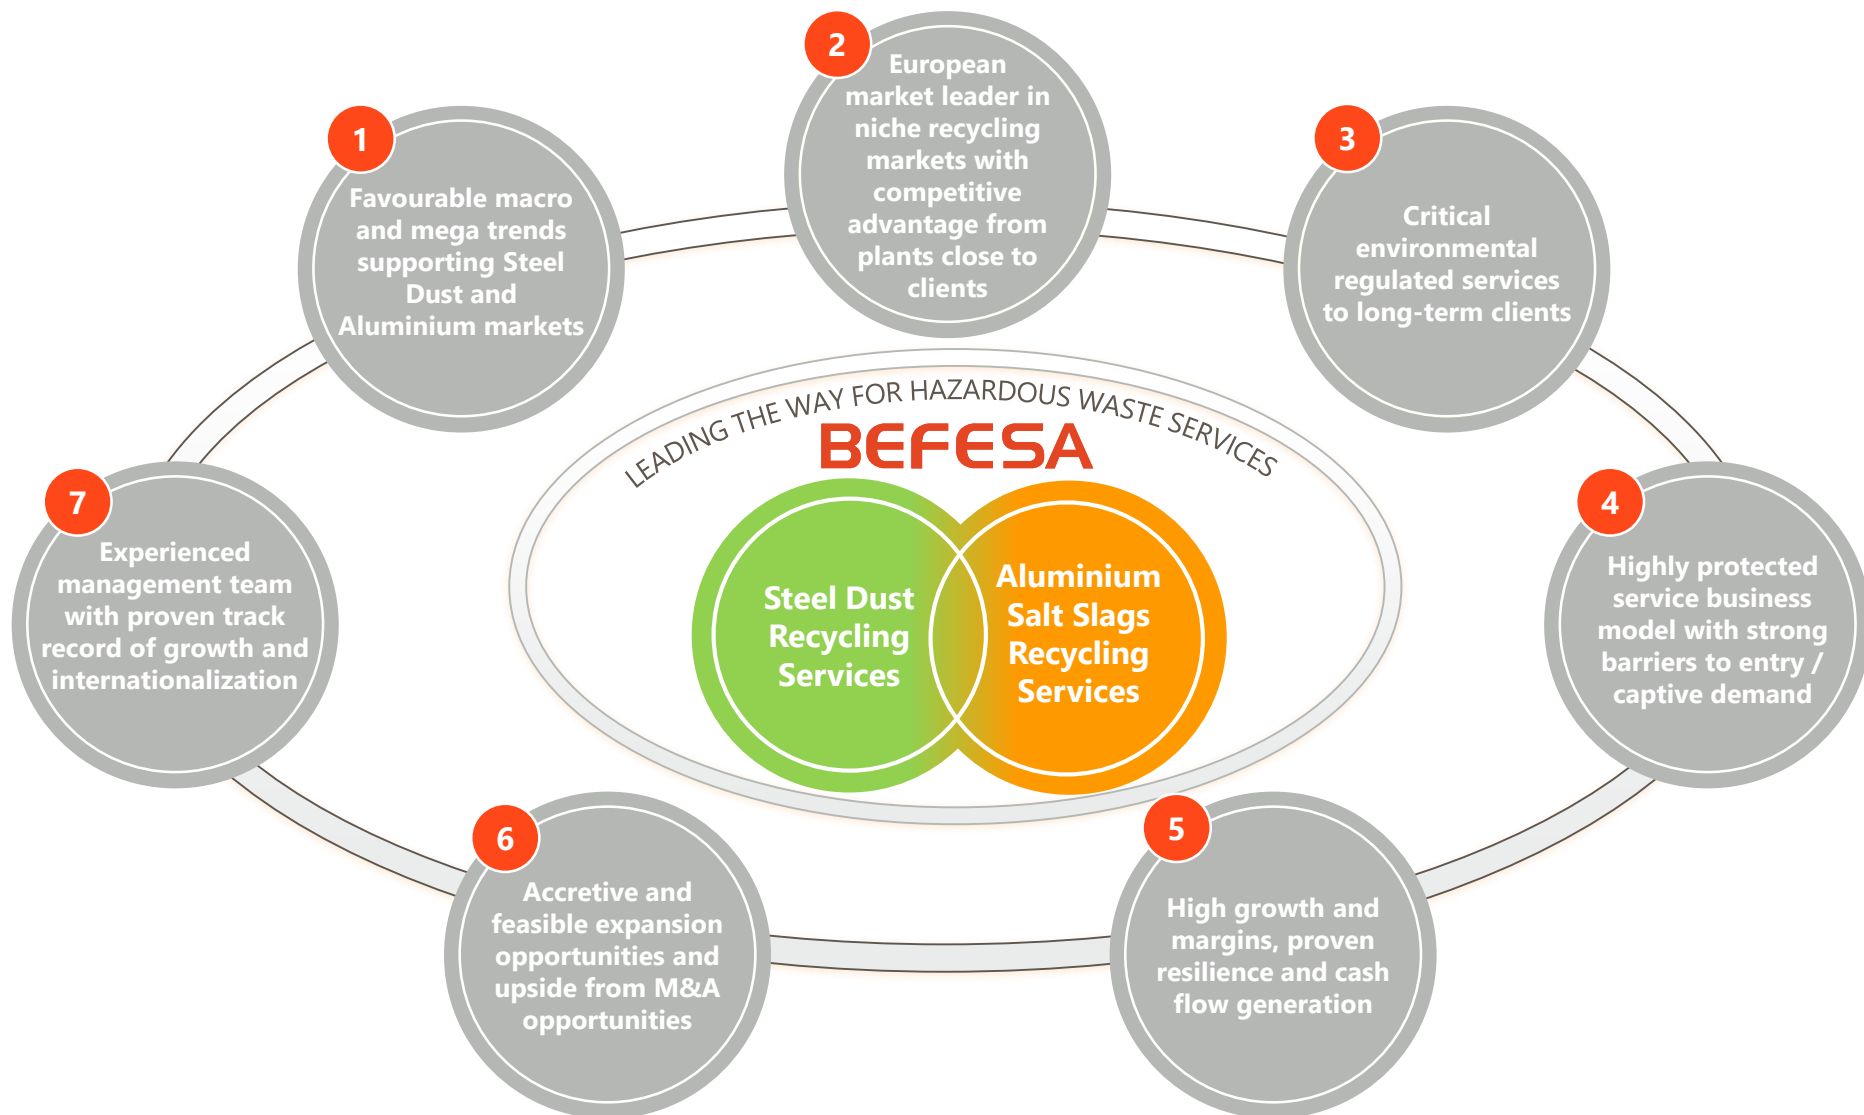 1
Favourable macro
and mega trends
supporting Steel
Dust and
Aluminium markets
2
European
market leader in
niche recycling
markets with
competitive
advantage from
plants close to
clients
3
Critical
environmental
regulated services
to long-term clients
4
Highly protected
service business
model with strong
barriers to entry /
captive demand
5
High growth and
margins, proven
resilience and cash
flow generation
6
Accretive and
feasible expansion
opportunities and
upside from M&A
opportunities
7
Experienced
management team
with proven track
record of growth and
internationalization
LEADING THE WAY FOR HAZARDOUS WASTE SERVICES
BEFESA
Steel Dust
Recycling
Services
Aluminium
Salt Slags
Recycling
Services